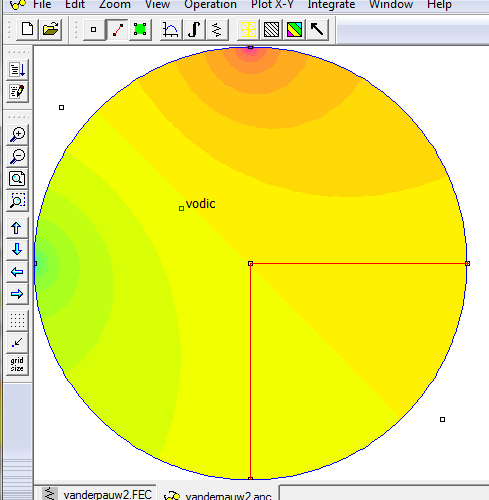 File Edit Zoom View Operation Plot X-Y Integrate Window Help
vodic
grid
size
vanderpauw2.FEC vanderpauw2.anc